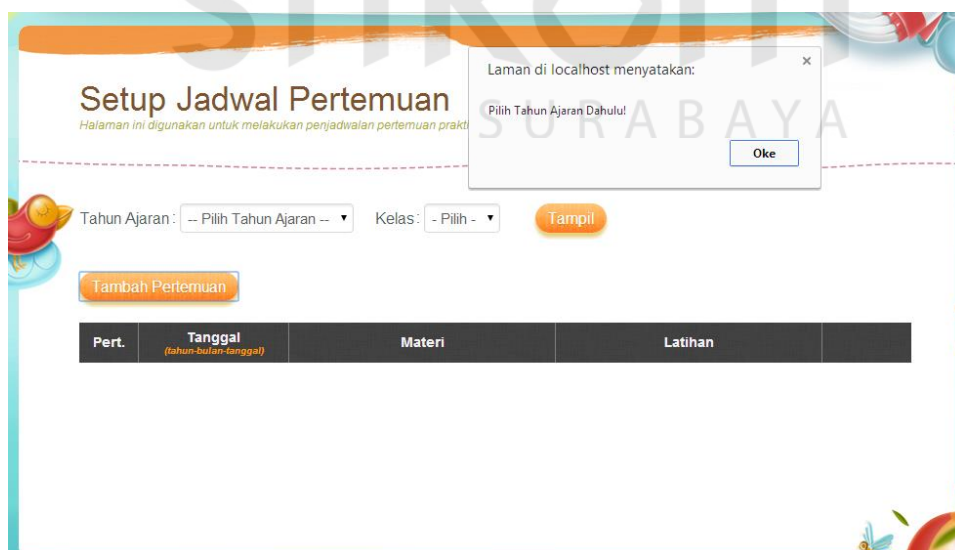 Laman di localhost menyatakan:
×
Pilih Tahun Ajaran Dahulu!
Oke
SURABAYA
Setup Jadwal Pertemuan
Halaman ini digunakan untuk melakukan penjadwalan pertemuan
Tahun Ajaran : -- Pilih Tahun Ajaran -- Kelas : - Pilih - Tampil
Tambah Pertemuan
Pert. Tanggal Materi Latihan
(tahun-bulan-tanggal)